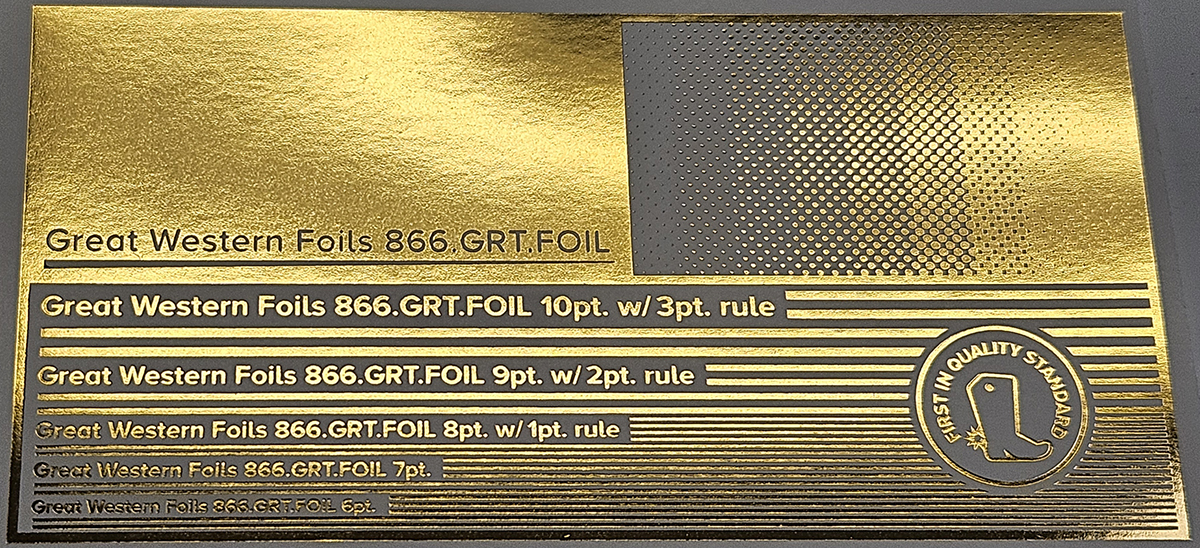 Great Western Foils 866.GRT.FOIL
Great Western Foils 866.GRT.FOIL 10pt. w/ 3pt. rule
Great Western Foils 866.GRT.FOIL 9pt. w/ 2pt. rule
Great Western Foils 866.GRT.FOIL 8pt. w/ 1pt. rule
Great Western Foils 866.GRT.FOIL 7pt.
Great Western Foils 866.GRT.FOIL 6pt.
FIRST IN QUALITY STANDARD